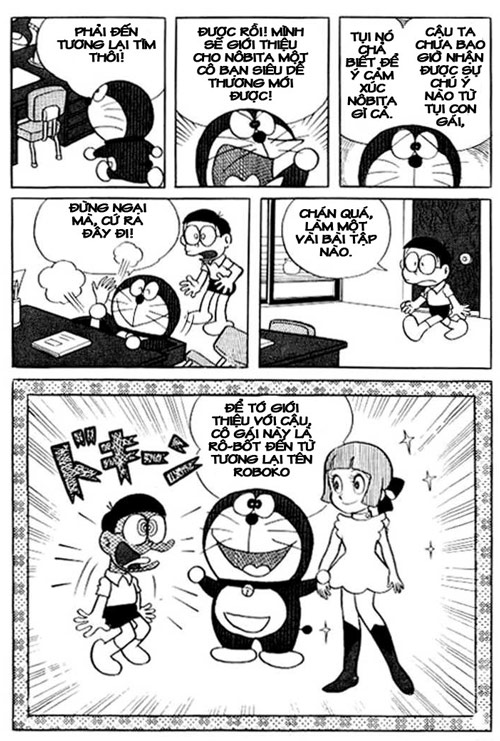 CẬU TA
CHƯA BAO
GIỜ NHẬN
ĐƯỢC SỰ
CHÚ Ý
NÀO TỪ
TỤI CON
GÁI,
TỤI NÓ
CHẢ
BIẾT ĐỂ
Ý CẢM
XÚC
NÔBITA
GÌ CẢ.
ĐƯỢC RỒI! MÌNH
SẼ GIỚI THIỆU
CHO NÔBITA MỘT
CÔ BẠN SIÊU DỄ
THƯƠNG MỚI
ĐƯỢC!
PHẢI ĐẾN
TƯƠNG LAI TÌM
THÔI!
CHÁN QUÁ,
LÀM MỘT
VÀI BÀI TẬP
NÀO.
ĐỪNG NGẠI
MÀ, CỨ RA
ĐÂY ĐI!
ĐỂ TỚ GIỚI
THIỆU VỚI CẬU,
CÔ GÁI NÀY LÀ
RÔ-BỐT ĐẾN TỪ
TƯƠNG LAI TÊN
ROBOKO
ドキーン